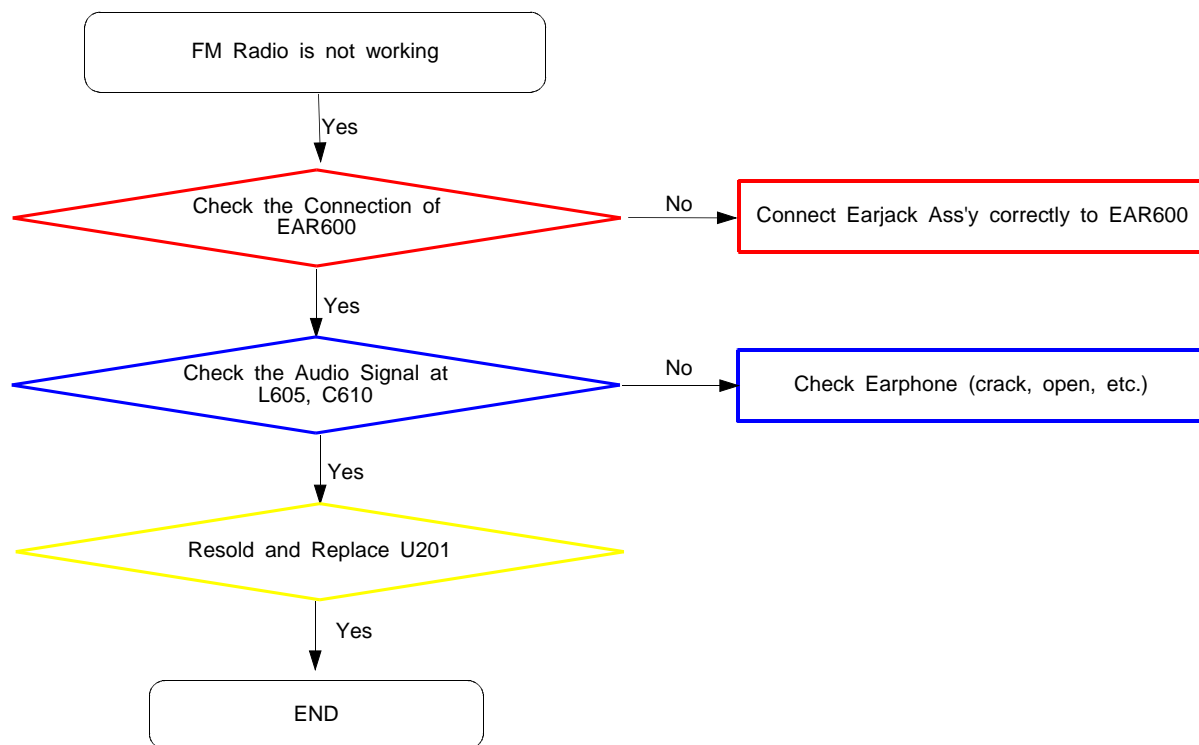 FM Radio is not working
Yes
Check the Connection of
EAR600
No
Connect Earjack Ass'y correctly to EAR600
Yes
Check the Audio Signal at
L605, C610
No
Check Earphone (crack, open, etc.)
Yes
Resold and Replace U201
Yes
END